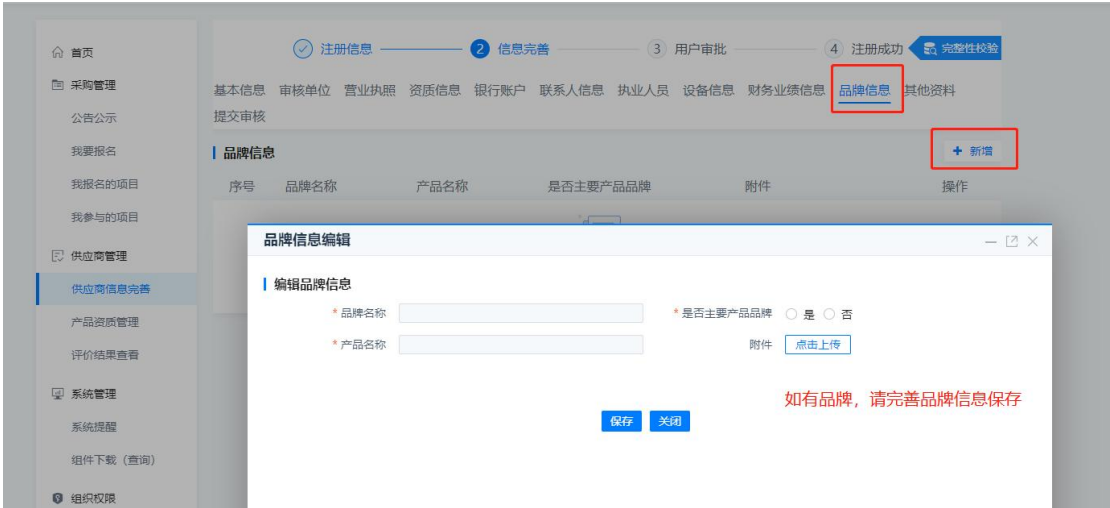 首页
采购管理
公告公示
我要报名
我报名的项目
我参与的项目
供应商管理
供应商信息完善
产品资质管理
评价结果查看
系统管理
系统提醒
组件下载（查询）
组织权限
注册信息 2 信息完善 3 用户审批 4 注册成功 完整性校验
基本信息 审核单位 营业执照 资质信息 银行账户 联系人信息 执业人员 设备信息 财务业绩信息 品牌信息 其他资料
提交审核
品牌信息 + 新增
序号 品牌名称 产品名称 是否主要产品品牌 附件 操作
品牌信息编辑
编辑品牌信息
* 品牌名称 * 是否主要产品品牌 是 否
* 产品名称 附件 点击上传
如有品牌，请完善品牌信息保存
保存 关闭